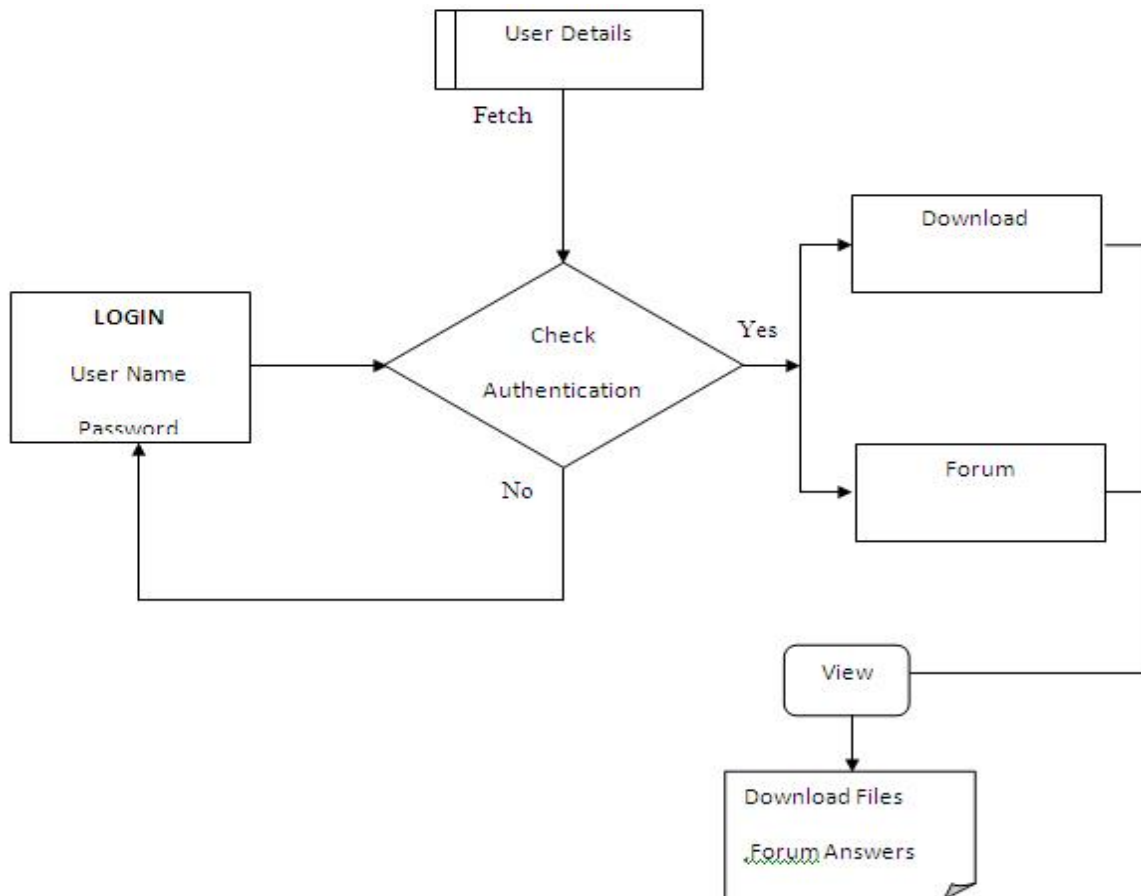 User Details
Fetch
Download
LOGIN
User Name
Password
Check
Authentication
Yes
No
Forum
View
Download Files
.Forum Answers